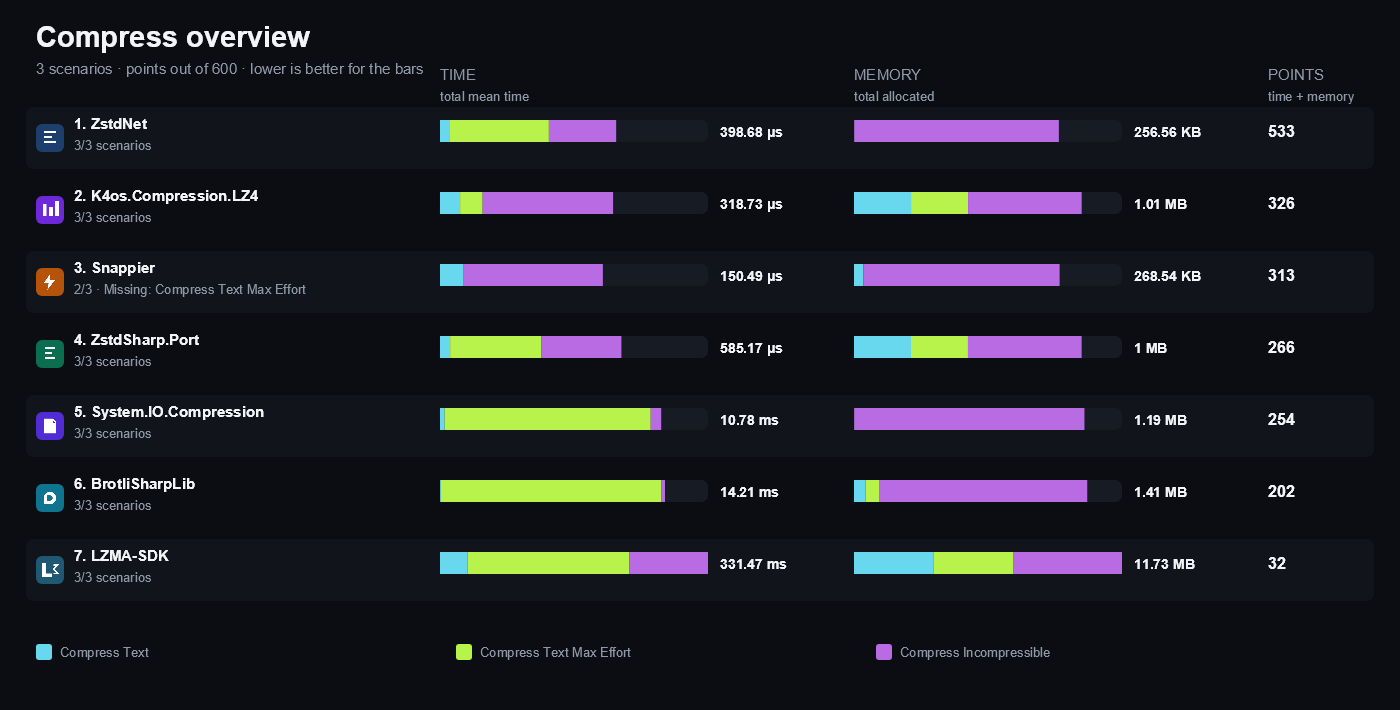 Compress overview
3 scenarios · points out of 600 · lower is better for the bars
TIME
total mean time
MEMORY
total allocated
POINTS
time + memory
1. ZstdNet
3/3 scenarios
398.68 µs
256.56 KB
533
2. K4os.Compression.LZ4
3/3 scenarios
318.73 µs
1.01 MB
326
3. Snappier
2/3 · Missing: Compress Text Max Effort
150.49 µs
268.54 KB
313
4. ZstdSharp.Port
3/3 scenarios
585.17 µs
1 MB
266
5. System.IO.Compression
3/3 scenarios
10.78 ms
1.19 MB
254
6. BrotliSharpLib
3/3 scenarios
14.21 ms
1.41 MB
202
7. LZMA-SDK
3/3 scenarios
331.47 ms
11.73 MB
32
Compress Text
Compress Text Max Effort
Compress Incompressible